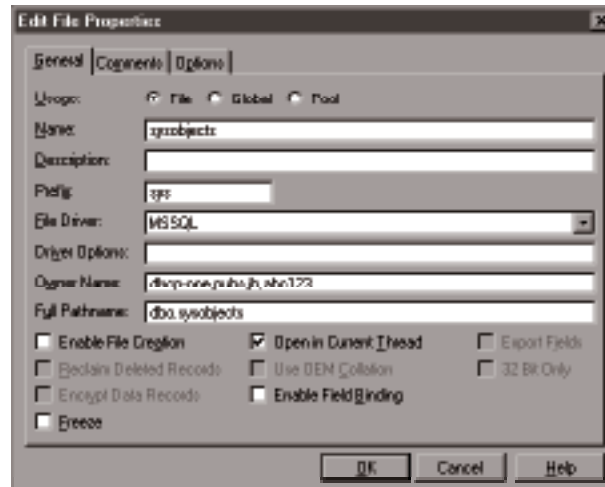 Edit File Properties
General Comments Options
Usage: File Global Pool
Name: sysobjects
Description:
Prefix: sys
File Driver: MSSQL
Driver Options:
Owner Name:
Full Pathname: dbo.sysobjects
Enable File Creation Open in Current Thread Export Fields
Reclaim Deleted Records Use OEM Collation 32 Bit Only
Encrypt Data Records Enable Field Binding
Freeze
OK Cancel Help